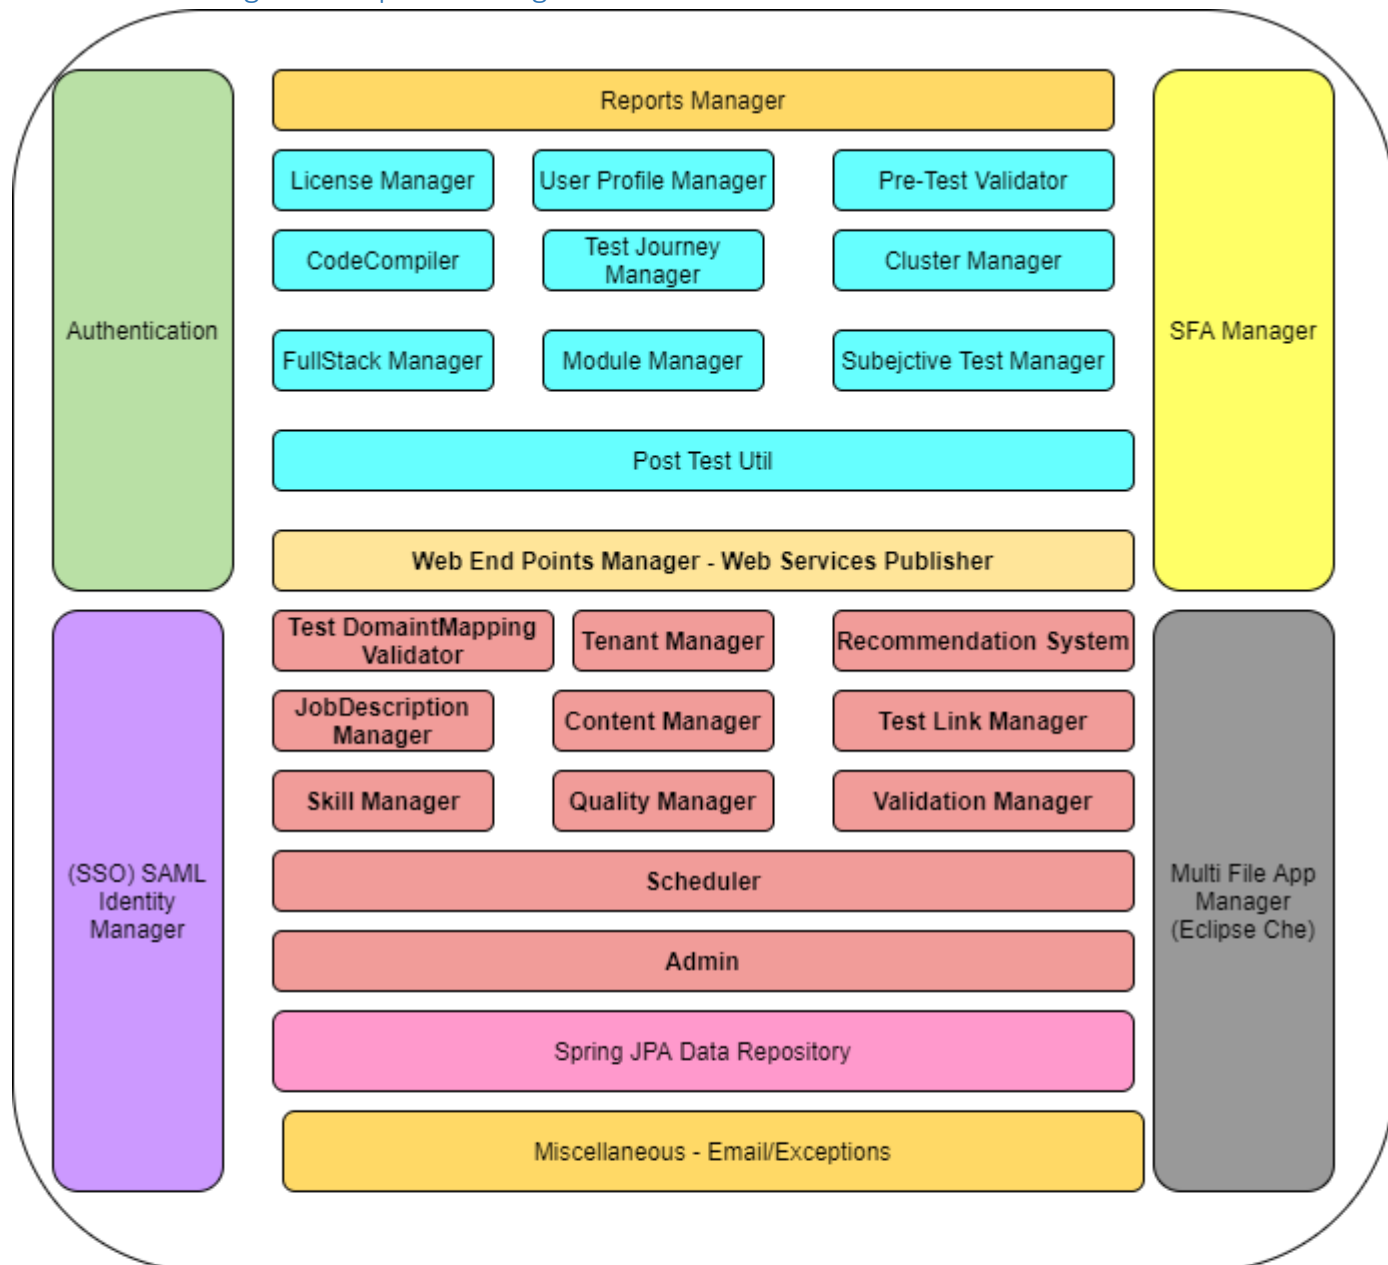 Reports Manager
License Manager
User Profile Manager
Pre-Test Validator
CodeCompiler
Test Journey
Manager
Cluster Manager
Authentication
SFA Manager
FullStack Manager
Module Manager
Subejctive Test Manager
Post Test Util
Web End Points Manager - Web Services Publisher
Test DomaintMapping
Validator
Tenant Manager
Recommendation System
JobDescription
Manager
Content Manager
Test Link Manager
Skill Manager
Quality Manager
Validation Manager
(SSO) SAML
Identity
Manager
Scheduler
Multi File App
Manager
(Eclipse Che)
Admin
Spring JPA Data Repository
Miscellaneous - Email/Exceptions